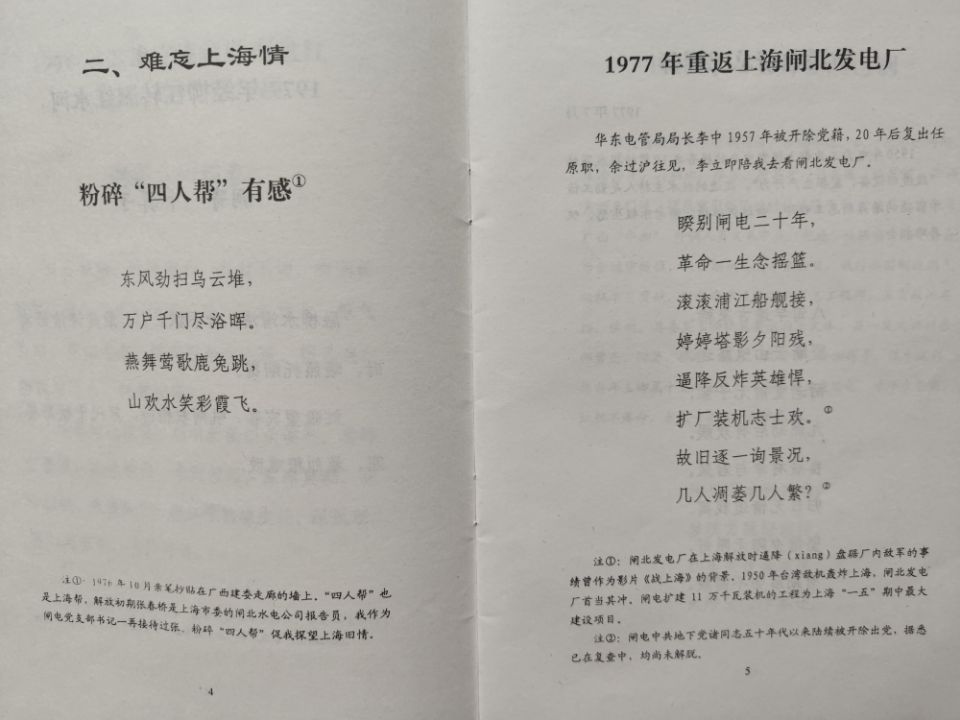 二、难忘上海情
粉碎“四人帮”有感①
东风劲扫乌云堆，
万户千门尽浴晖。
燕舞莺歌鹿兔跳，
山欢水笑彩霞飞。
注①：1976年10月亲笔抄贴在广西建委走廊的墙上。“四人帮”也
是上海帮，解放初期张春桥是上海市委的闸北水电公司报告员，我作为
闸电党支部书记一再接待过张、粉碎“四人帮”促我探望上海旧情。
4
1977年重返上海闸北发电厂
华东电管局局长李中1957年被开除党籍，20年后复出任
原职，余过沪往见，李立即陪我去看闸北发电厂。
睽别闸电二十年，
革命一生念摇篮。
滚滚浦江船舰接，
婷婷塔影夕阳残，
逼降反炸英雄悍，
扩厂装机志士欢。①
故旧逐一询景况，
几人凋萎几人繁？②
注①：闸北发电厂在上海解放时逼降（xiang）盘踞厂内敌军的事
绩曾作为影片《战上海》的背景。1950年台湾敌机轰炸上海，闸北发电
厂首当其冲。闸电扩建11万千瓦装机的工程为上海“一五”期中最大
建设项目。
注②：闸电中共地下党诸同志五十年代以来陆续被开除出党，据悉
已在复查中，均尚未解脱。
5